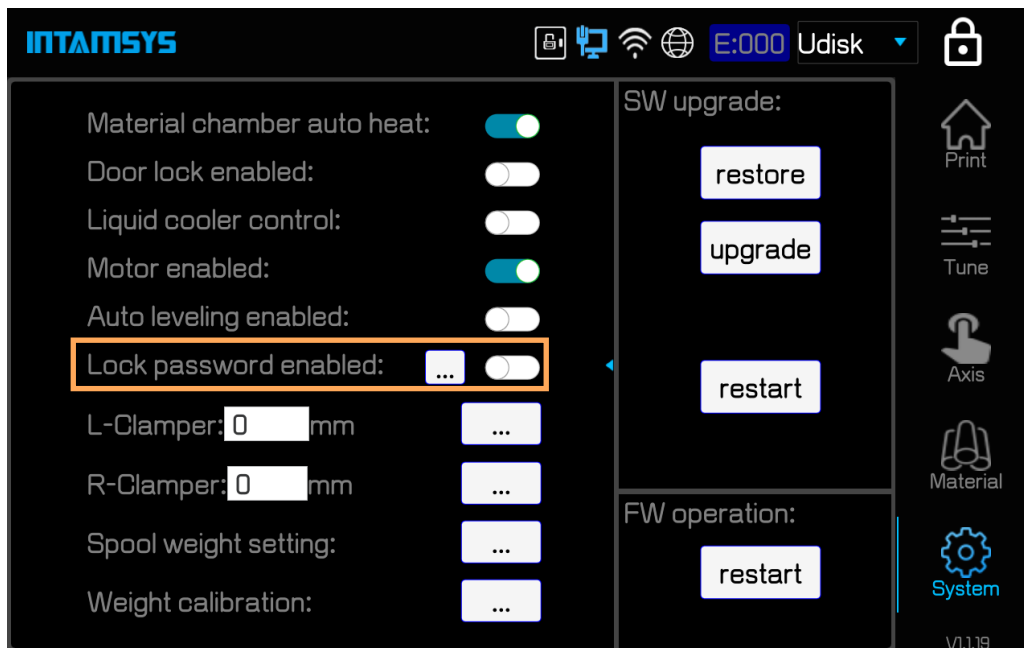 INTAMSYS
E:000 Udisk
Material chamber auto heat:
Door lock enabled:
Liquid cooler control:
Motor enabled:
Auto leveling enabled:
Lock password enabled: ...
L-Clamper: 0 mm ...
R-Clamper: 0 mm ...
Spool weight setting: ...
Weight calibration: ...
SW upgrade:
restore
upgrade
restart
FW operation:
restart
Print
Tune
Axis
Material
System
V1.1.19